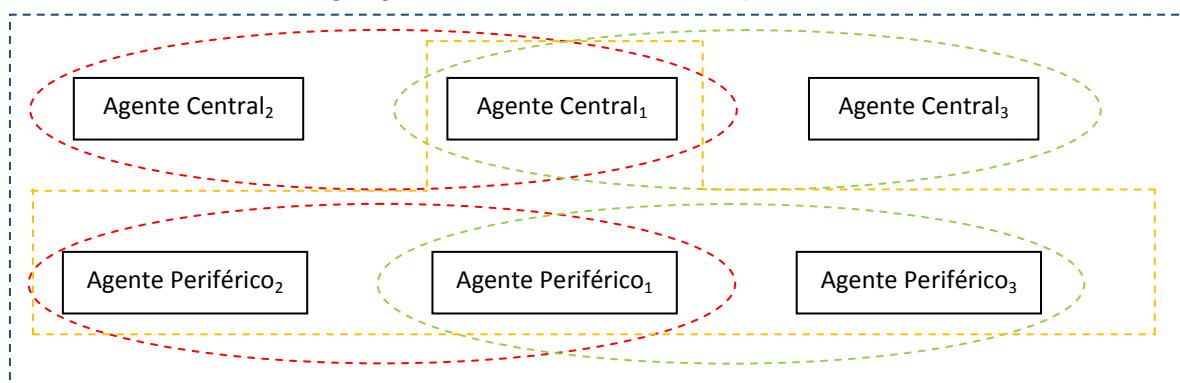 Agente Central₂
Agente Central₁
Agente Central₃
Agente Periférico₂
Agente Periférico₁
Agente Periférico₃